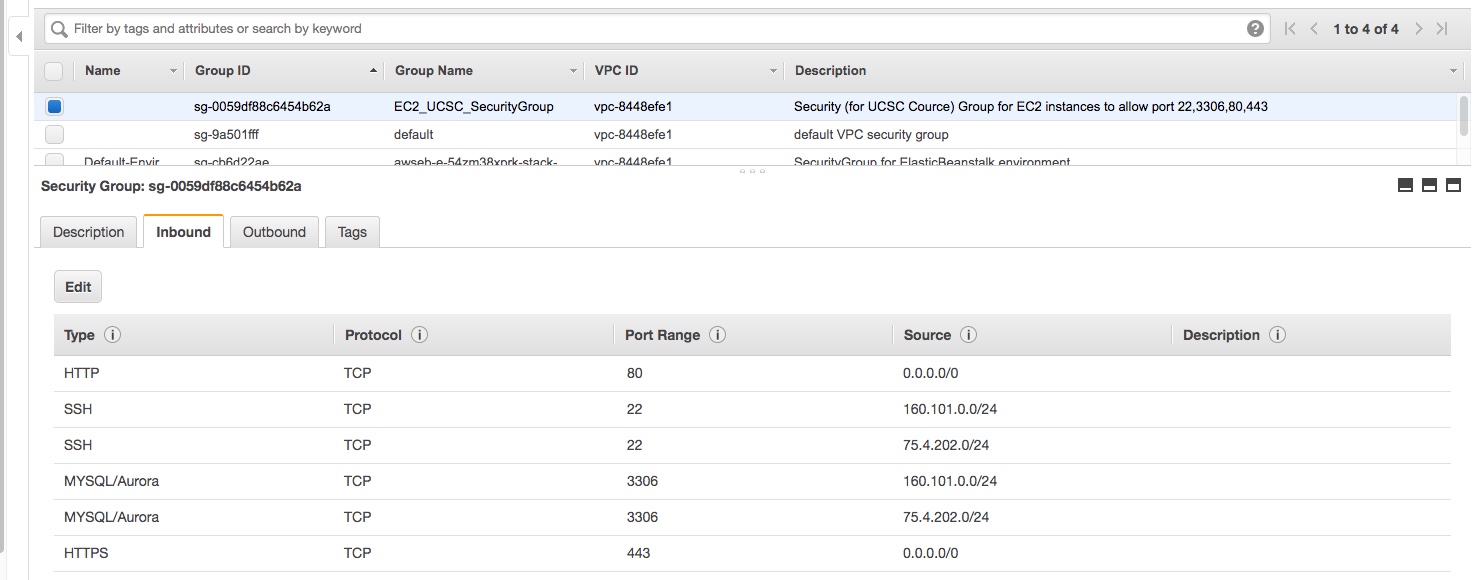 Filter by tags and attributes or search by keyword 1 to 4 of 4
Name Group ID Group Name VPC ID Description
sg-0059df88c6454b62a EC2_UCSC_SecurityGroup vpc-8448efe1 Security (for UCSC Cource) Group for EC2 instances to allow port 22,3306,80,443
sg-9a501fff default vpc-8448efe1 default VPC security group
Default-Envir sg-cb6d22ae awseb-e-54zm38xprk-stack- vpc-8448efe1 SecurityGroup for ElasticBeanstalk environment
Security Group: sg-0059df88c6454b62a
Description Inbound Outbound Tags
Edit
Type Protocol Port Range Source Description
HTTP TCP 80 0.0.0.0/0
SSH TCP 22 160.101.0.0/24
SSH TCP 22 75.4.202.0/24
MYSQL/Aurora TCP 3306 160.101.0.0/24
MYSQL/Aurora TCP 3306 75.4.202.0/24
HTTPS TCP 443 0.0.0.0/0